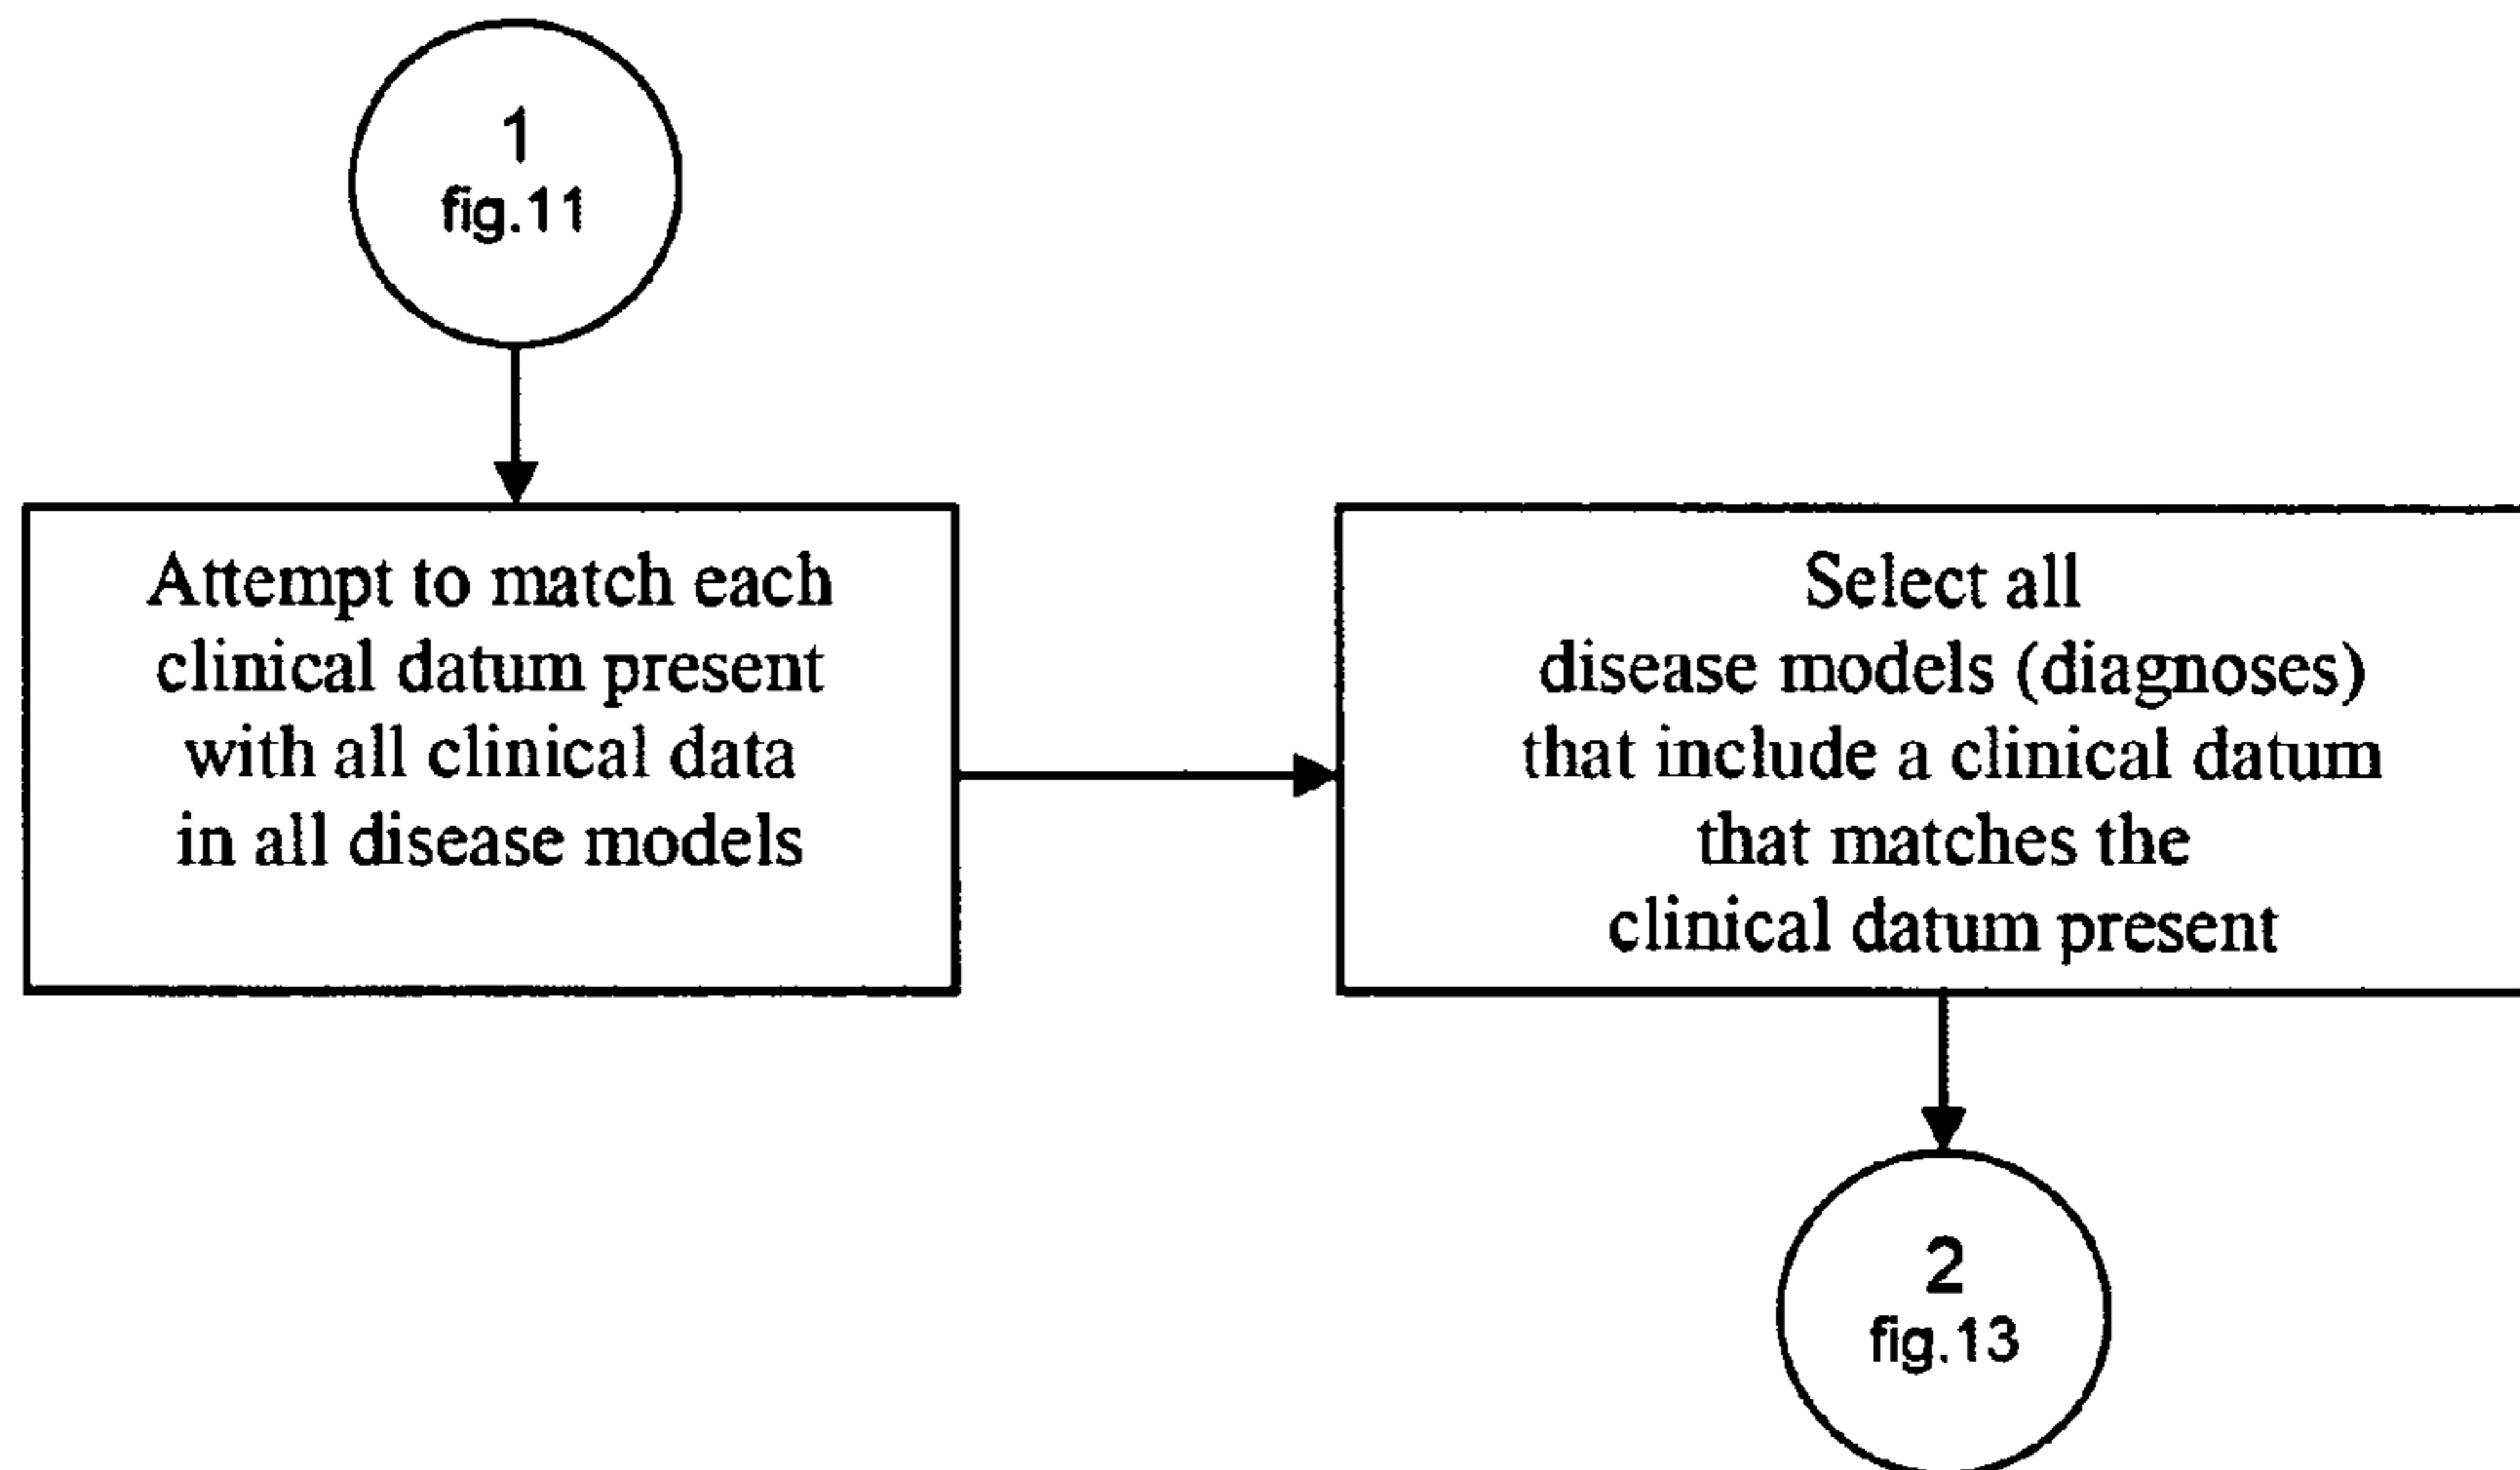 1
fig.11
Attempt to match each
clinical datum present
with all clinical data
in all disease models
Select all
disease models (diagnoses)
that include a clinical datum
that matches the
clinical datum present
2
fig.13